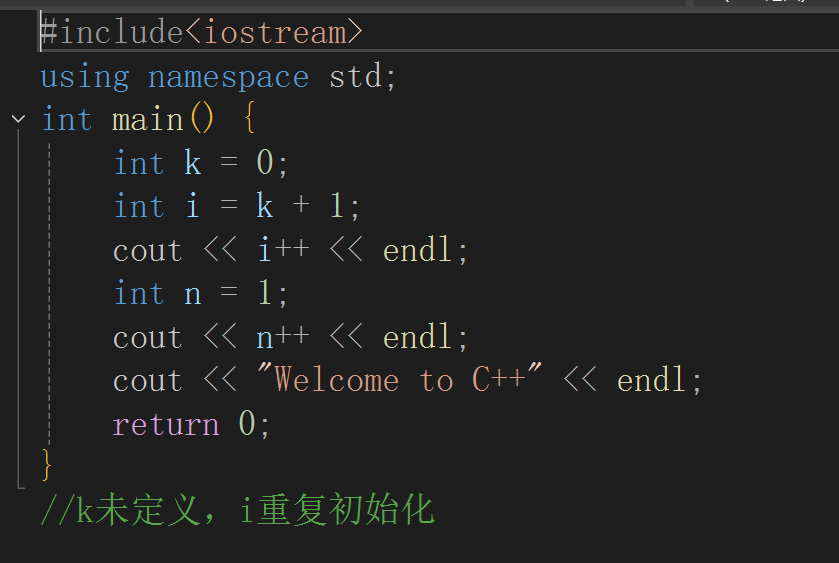 #include<iostream>
using namespace std;
int main() {
    int k = 0;
    int i = k + 1;
    cout << i++ << endl;
    int n = 1;
    cout << n++ << endl;
    cout << "Welcome to C++" << endl;
    return 0;
}
//k未定义，i重复初始化